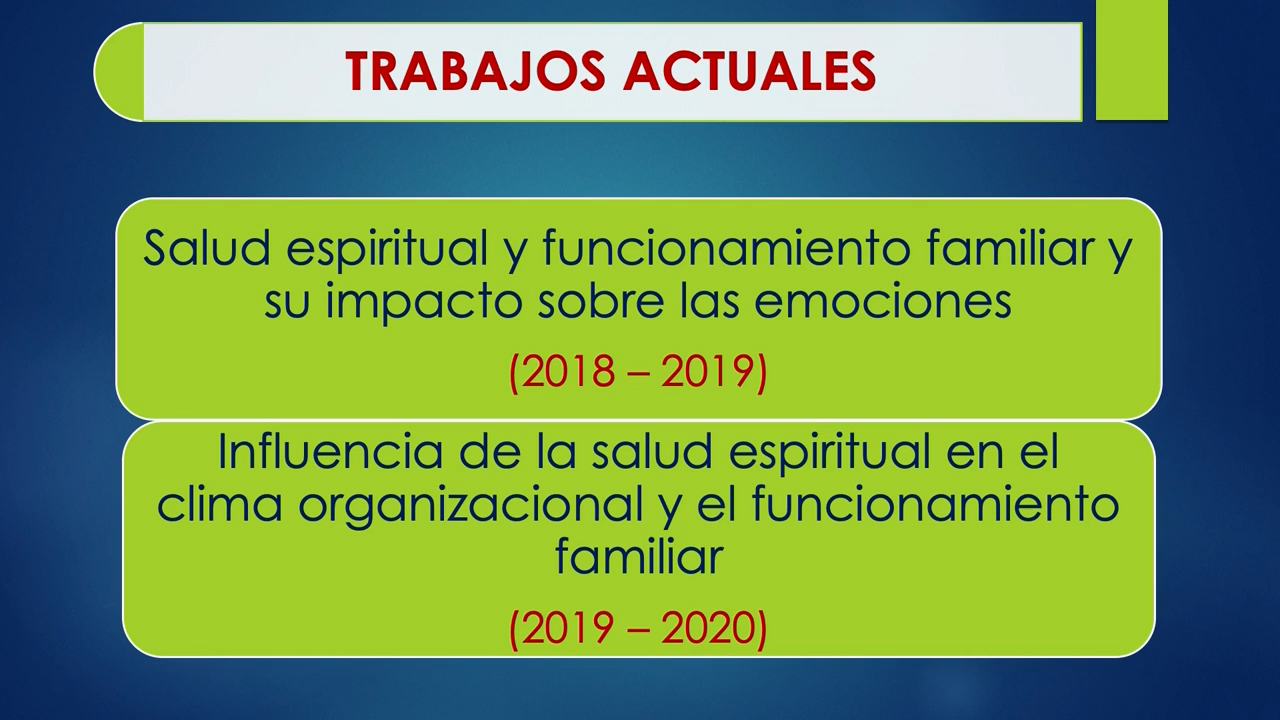 TRABAJOS ACTUALES
Salud espiritual y funcionamiento familiar y
su impacto sobre las emociones
(2018 – 2019)
Influencia de la salud espiritual en el
clima organizacional y el funcionamiento
familiar
(2019 – 2020)